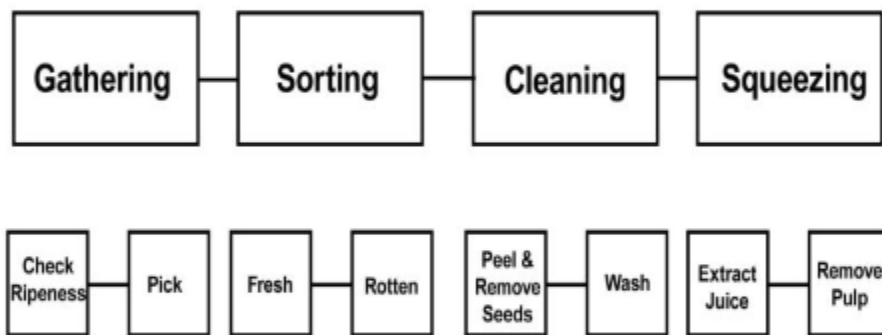 Gathering
Sorting
Cleaning
Squeezing
Check
Ripeness
Pick
Fresh
Rotten
Peel &
Remove
Seeds
Wash
Extract
Juice
Remove
Pulp